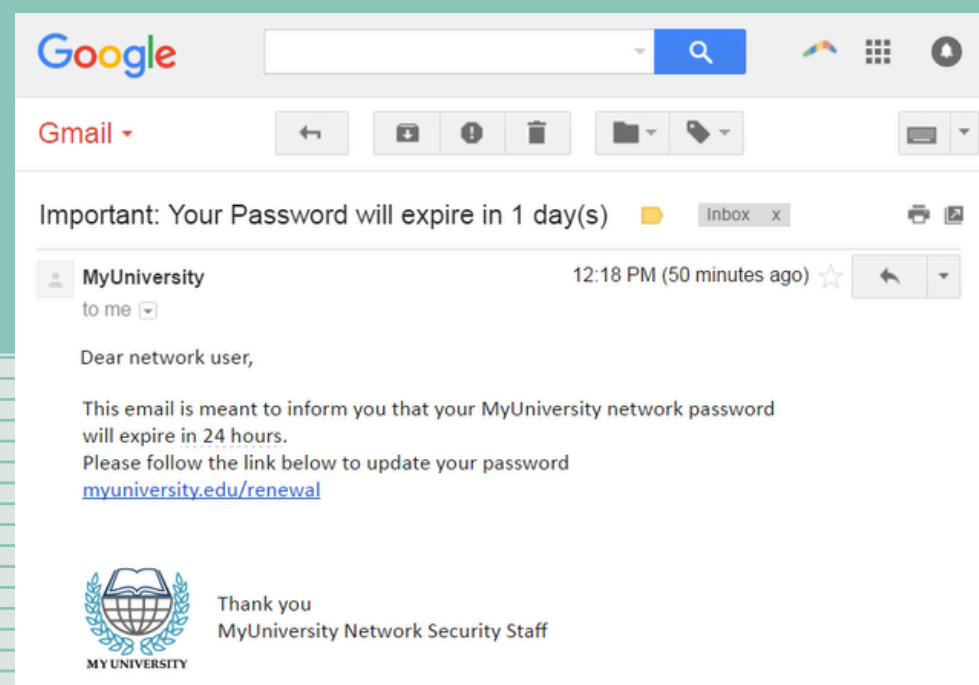 Google
Gmail
Important: Your Password will expire in 1 day(s) Inbox x
MyUniversity 12:18 PM (50 minutes ago)
to me
Dear network user,
This email is meant to inform you that your MyUniversity network password
will expire in 24 hours.
Please follow the link below to update your password
myuniversity.edu/renewal
Thank you
MyUniversity Network Security Staff
MY UNIVERSITY